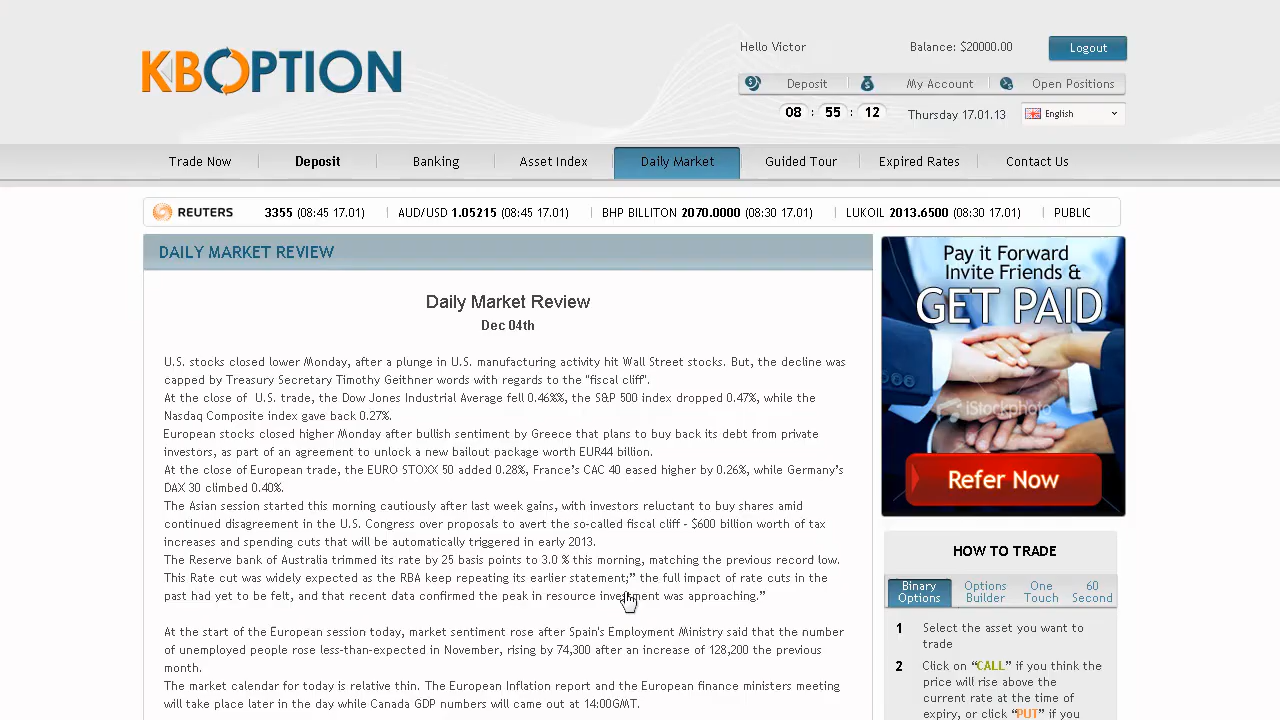 KBOPTION
Hello Victor
Balance: $20000.00
Logout
Deposit
My Account
Open Positions
08 : 55 : 12
Thursday 17.01.13
English
Trade Now
Deposit
Banking
Asset Index
Daily Market
Guided Tour
Expired Rates
Contact Us
REUTERS 3355 (08:45 17.01) AUD/USD 1.05215 (08:45 17.01) BHP BILLITON 2070.0000 (08:30 17.01) LUKOIL 2013.6500 (08:30 17.01) PUBLIC
DAILY MARKET REVIEW
Daily Market Review
Dec 04th
U.S. stocks closed lower Monday, after a plunge in U.S. manufacturing activity hit Wall Street stocks. But, the decline was
capped by Treasury Secretary Timothy Geithner words with regards to the "fiscal cliff".
At the close of U.S. trade, the Dow Jones Industrial Average fell 0.46%%, the S&P 500 index dropped 0.47%, while the
Nasdaq Composite index gave back 0.27%.
European stocks closed higher Monday after bullish sentiment by Greece that plans to buy back its debt from private
investors, as part of agreement to unlock a new bailout package worth EUR44 billion.
At the close of European trade, the EURO STOXX 50 added 0.28%, France's CAC 40 eased higher by 0.26%, while Germany's
DAX 30 climbed 0.40%.
The Asian session started this morning cautiously after last week gains, with investors reluctant to buy shares amid
continued disagreement in the U.S. Congress over proposals to avert the so-called fiscal cliff - $600 billion worth of tax
increases and spending cuts that will be automatically triggered in early 2013.
The Reserve bank of Australia trimmed its rate by 25 basis points to 3.0 % this morning, matching the previous record low.
This Rate cut was widely expected as the RBA keep repeating its earlier statement;” the full impact of rate cuts in the
past had yet to be felt, and that recent data confirmed the peak in resource investment was approaching.”
At the start of the European session today, market sentiment rose after Spain's Employment Ministry said that the number
of unemployed people rose less-than-expected in November, rising by 74,300 after an increase of 128,200 the previous
month.
The market calendar for today is relative thin. The European Inflation report and the European finance ministers meeting
will take place later in the day while Canada GDP numbers will came out at 14:00GMT.
Pay it Forward
Invite Friends &
GET PAID
iStockphoto
Refer Now
HOW TO TRADE
Binary Options
Options Builder
One Touch
60 Second
1 Select the asset you want to
trade
2 Click on “CALL” if you think the
price will rise above the
current rate at the time of
expiry, or click “PUT” if you